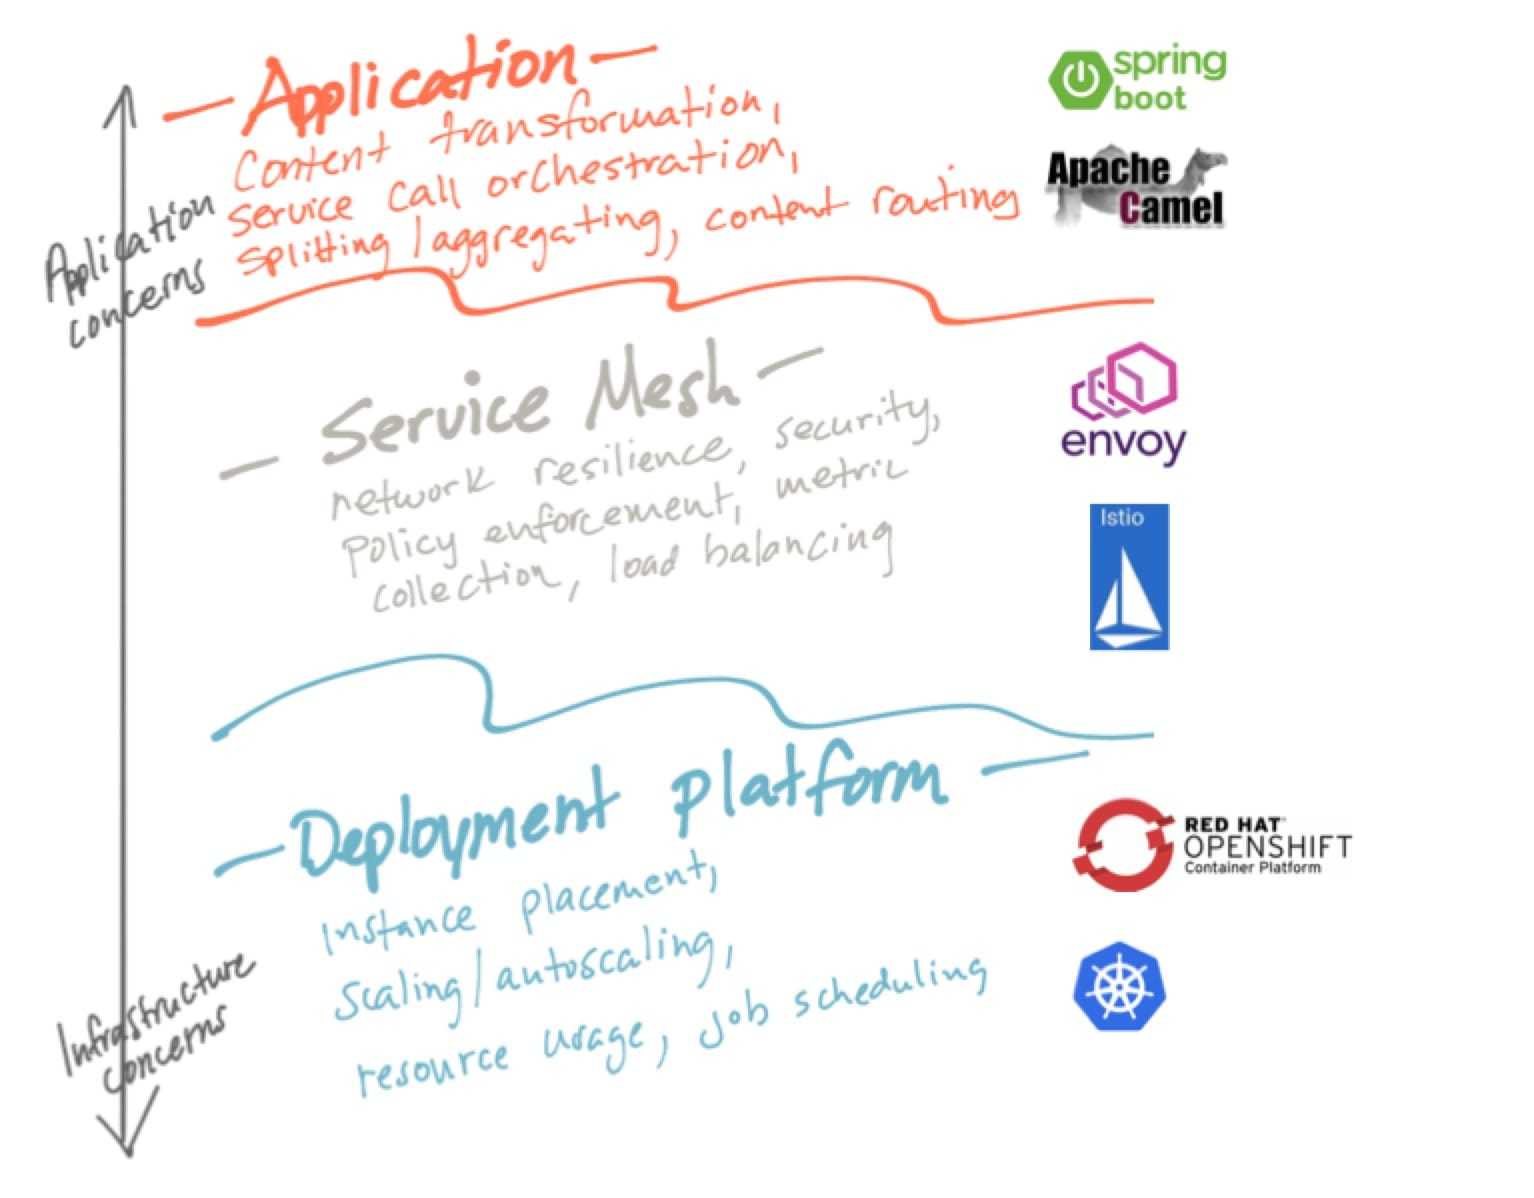 — Application —
Content transformation,
service call orchestration,
splitting/aggregating, content routing
spring
boot
Apache
Camel
Application
concerns
— Service Mesh —
network resilience, security,
policy enforcement, metric
collection, load balancing
envoy
Istio
— Deployment platform —
Instance placement,
scaling/autoscaling,
resource usage, job scheduling
RED HAT®
OPENSHIFT
Container Platform
Infrastructure
concerns